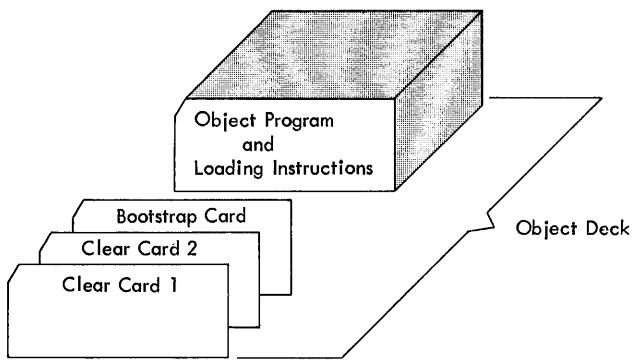 Object Program
and
Loading Instructions
Bootstrap Card
Clear Card 2
Clear Card 1
Object Deck